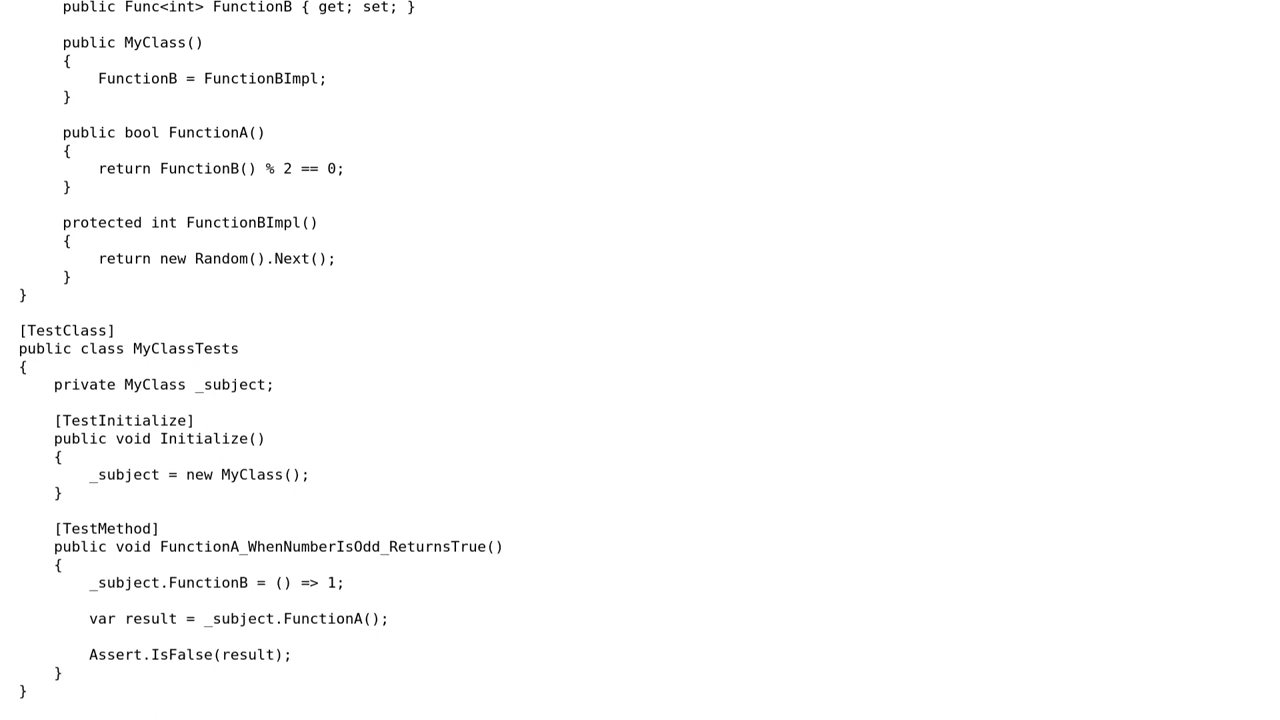 public Func<int> FunctionB { get; set; }
public MyClass()
{
FunctionB = FunctionBImpl;
}
public bool FunctionA()
{
return FunctionB() % 2 == 0;
}
protected int FunctionBImpl()
{
return new Random().Next();
}
}
[TestClass]
public class MyClassTests
{
private MyClass _subject;
[TestInitialize]
public void Initialize()
{
_subject = new MyClass();
}
[TestMethod]
public void FunctionA_WhenNumberIsOdd_ReturnsTrue()
{
_subject.FunctionB = () => 1;
var result = _subject.FunctionA();
Assert.IsFalse(result);
}
}